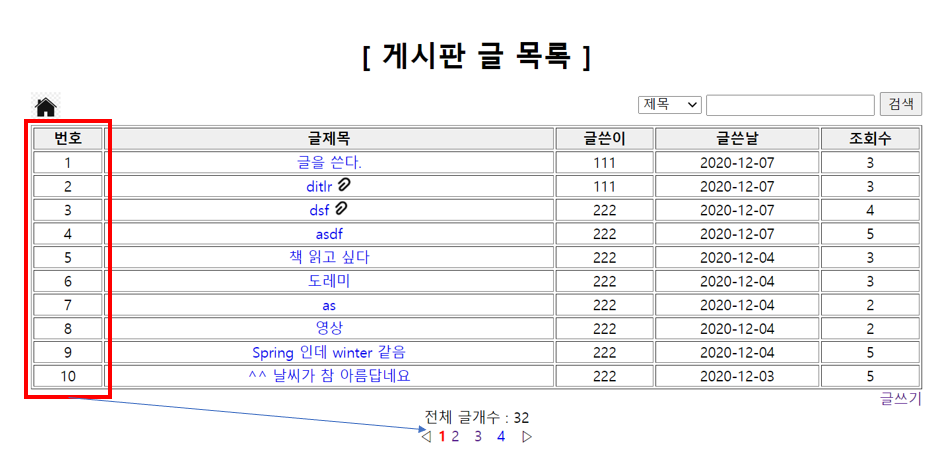 [ 게시판 글 목록 ]
제목 검색
번호 글제목 글쓴이 글쓴날 조회수
1 글을 쓴다. 111 2020-12-07 3
2 ditlr 111 2020-12-07 3
3 dsf 222 2020-12-07 4
4 asdf 222 2020-12-07 5
5 책 읽고 싶다 222 2020-12-04 3
6 도레미 222 2020-12-04 3
7 as 222 2020-12-04 2
8 영상 222 2020-12-04 2
9 Spring 인데 winter 같음 222 2020-12-04 5
10 ^^ 날씨가 참 아름답네요 222 2020-12-03 5
글쓰기
전체 글개수 : 32
◁ 1 2 3 4 ▷